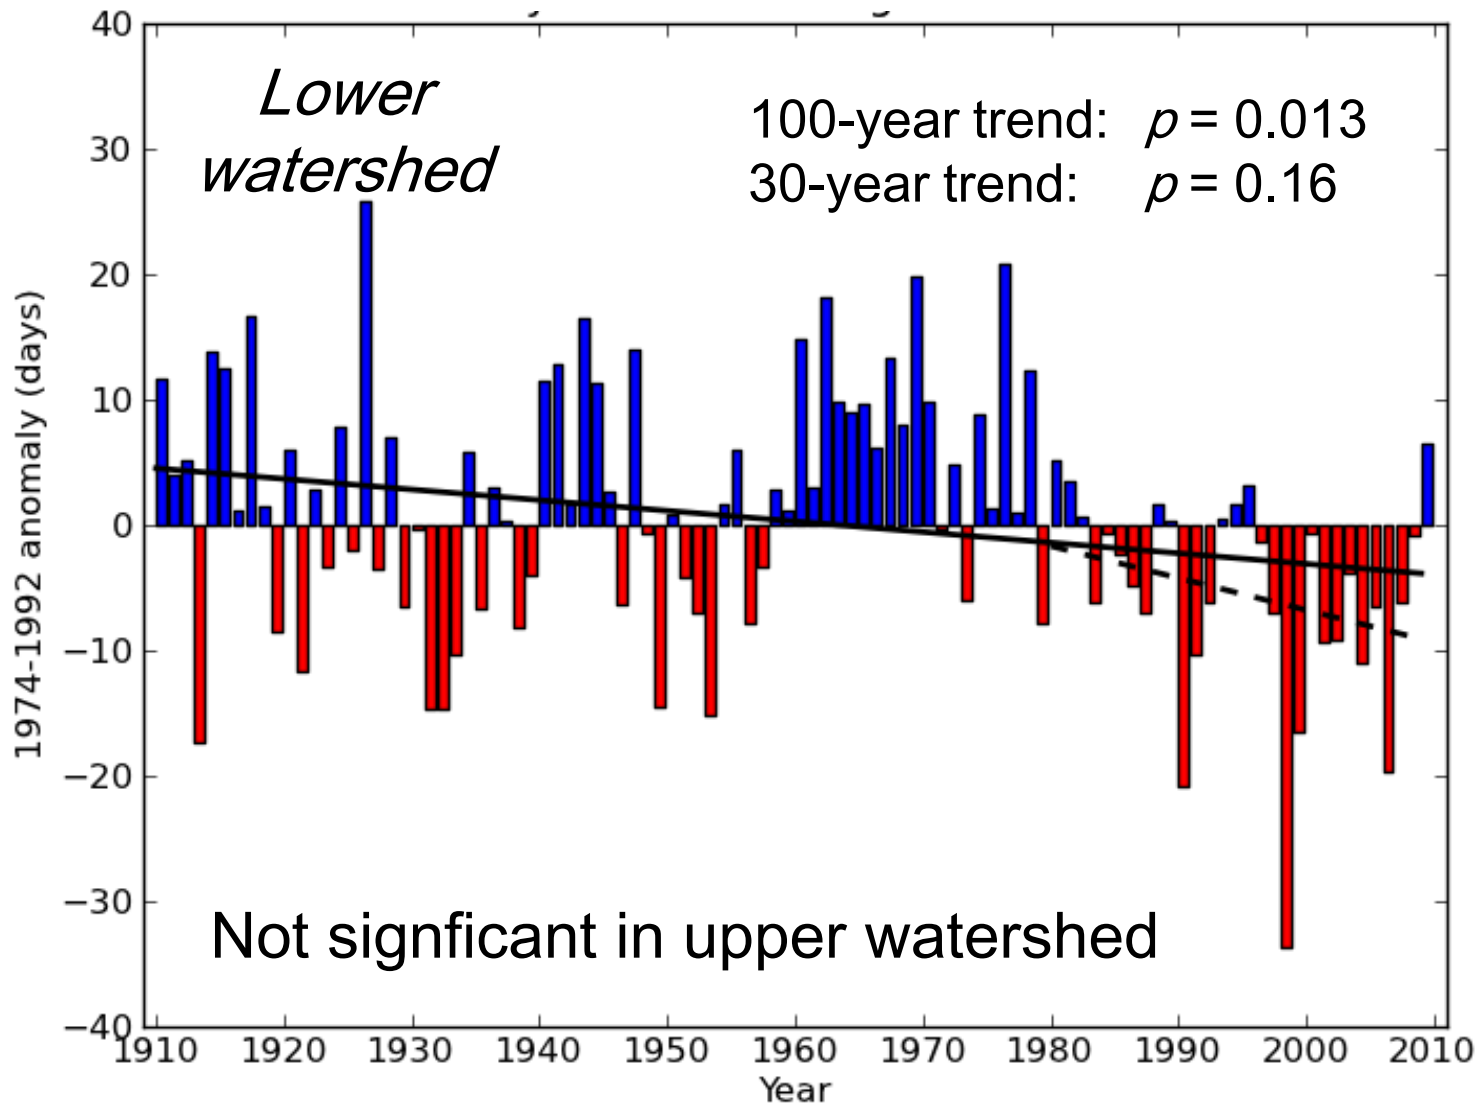 Lower
watershed
100-year trend: p = 0.013
30-year trend: p = 0.16
1974-1992 anomaly (days)
40
30
20
10
0
−10
−20
−30
−40
Not signficant in upper watershed
1910 1920 1930 1940 1950 1960 1970 1980 1990 2000 2010
Year